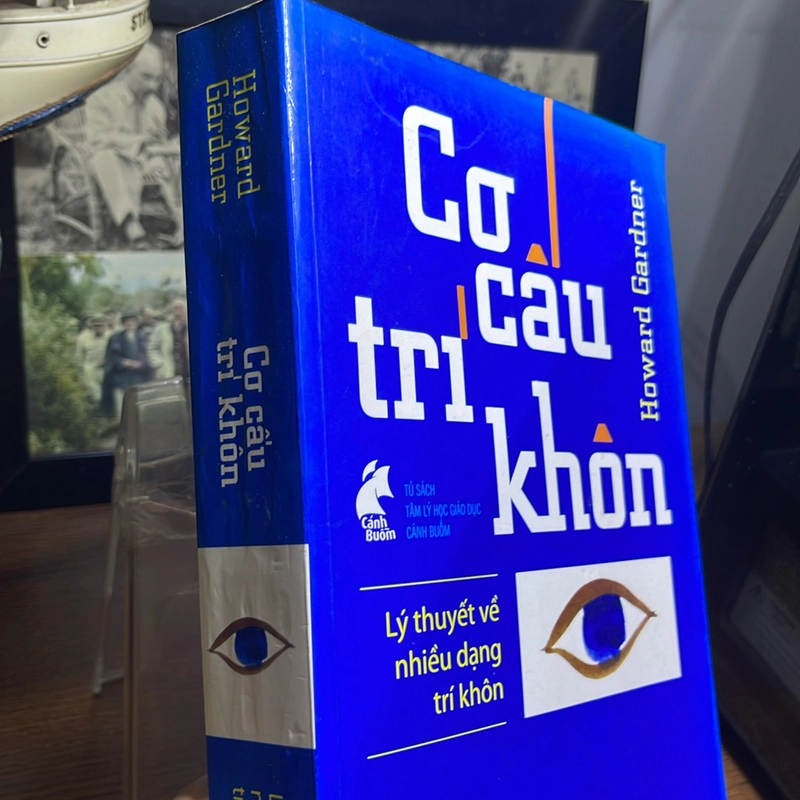 Howard
Gardner
Cơ cấu
trí khôn
Cơ
cấu
trí
khôn
Howard Gardner
Cánh
Buồm
TỦ SÁCH
TÂM LÝ HỌC GIÁO DỤC
CÁNH BUỒM
Lý thuyết về
nhiều dạng
trí khôn